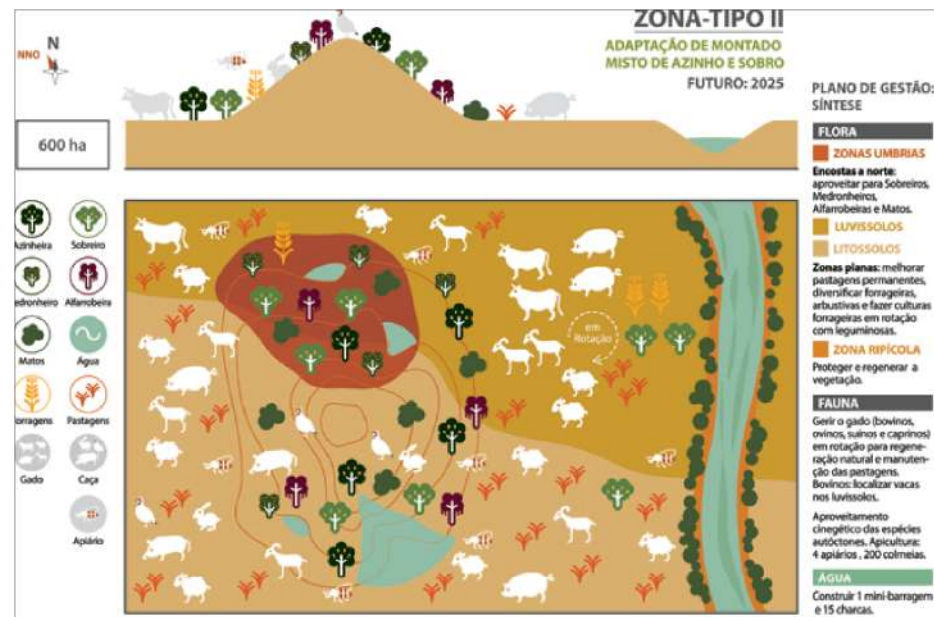 ZONA-TIPO II
ADAPTAÇÃO DE MONTADO
MISTO DE AZINHO E SOBRO
FUTURO: 2025
N
NNO
600 ha
Azinheira
Sobreiro
Medronheiro
Alfarrobeira
Matos
Água
Forragens
Pastagens
Gado
Caça
Apiário
em
Rotação
PLANO DE GESTÃO:
SÍNTESE
FLORA
ZONAS UMBRIAS
Encostas a norte:
aproveitar para Sobreiros,
Medronheiros,
Alfarrobeiras e Matos.
LUVISSOLOS
LITOSSOLOS
Zonas planas: melhorar
pastagens permanentes,
diversificar forrageiras,
arbustivas e fazer culturas
forrageiras em rotação
com leguminosas.
ZONA RIPÍCOLA
Proteger e regenerar a
vegetação.
FAUNA
Gerir o gado (bovinos,
ovinos, suínos e caprinos)
em rotação para regene-
ração natural e manuten-
ção das pastagens.
Bovinos: localizar vacas
nos luvissolos.
Aproveitamento
cinegético das espécies
autóctones. Apicultura:
4 apiários , 200 colmeias.
ÁGUA
Construir 1 mini-barragem
e 15 charcas.